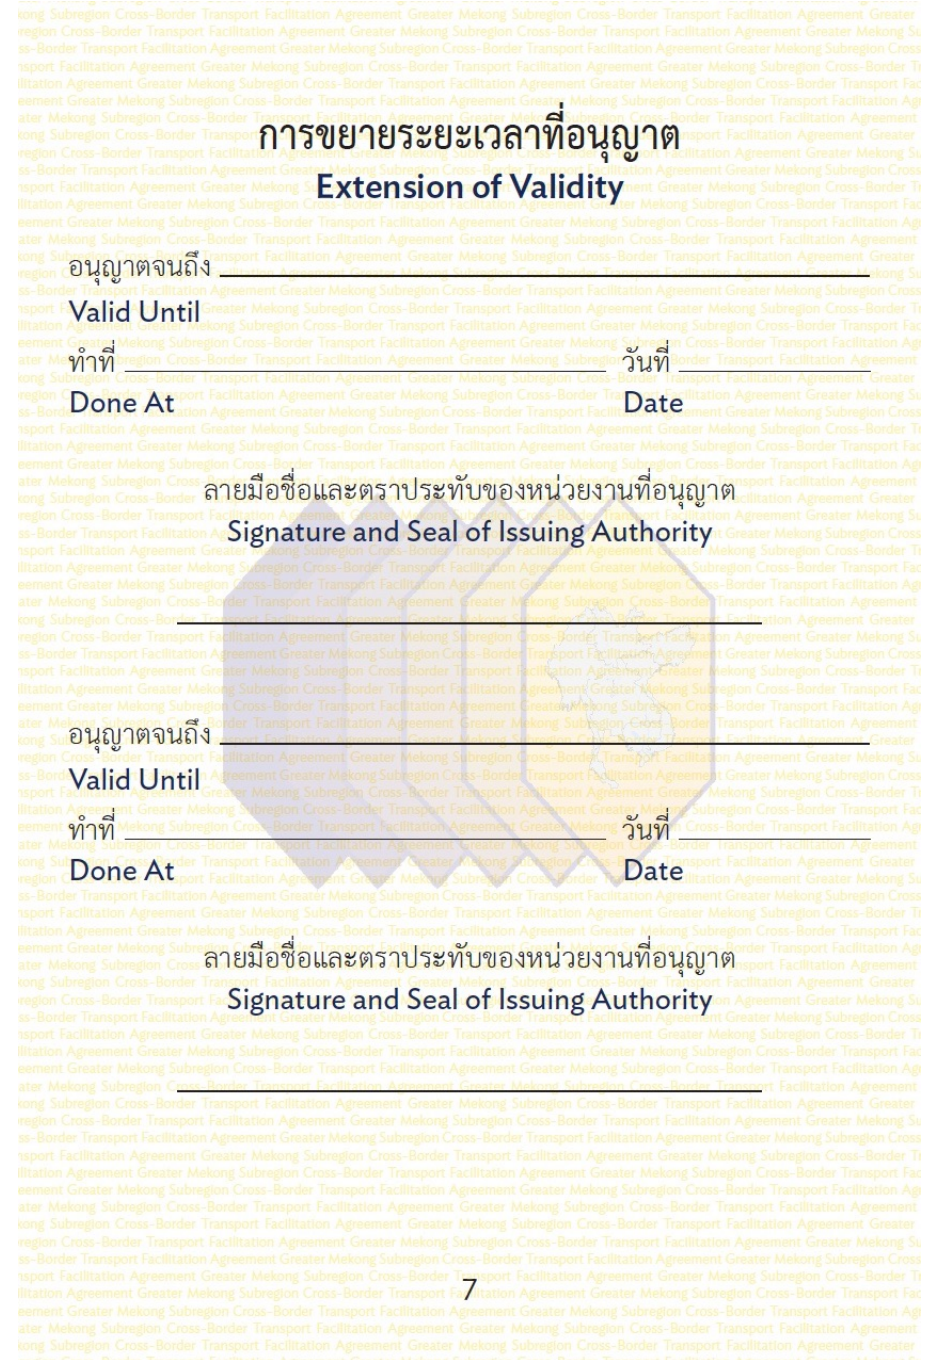 การขยายระยะเวลาที่อนุญาต
Extension of Validity
อนุญาตจนถึง
Valid Until
ทำที่ วันที่
Done At Date
ลายมือชื่อและตราประทับของหน่วยงานที่อนุญาต
Signature and Seal of Issuing Authority
อนุญาตจนถึง
Valid Until
ทำที่ วันที่
Done At Date
ลายมือชื่อและตราประทับของหน่วยงานที่อนุญาต
Signature and Seal of Issuing Authority
7